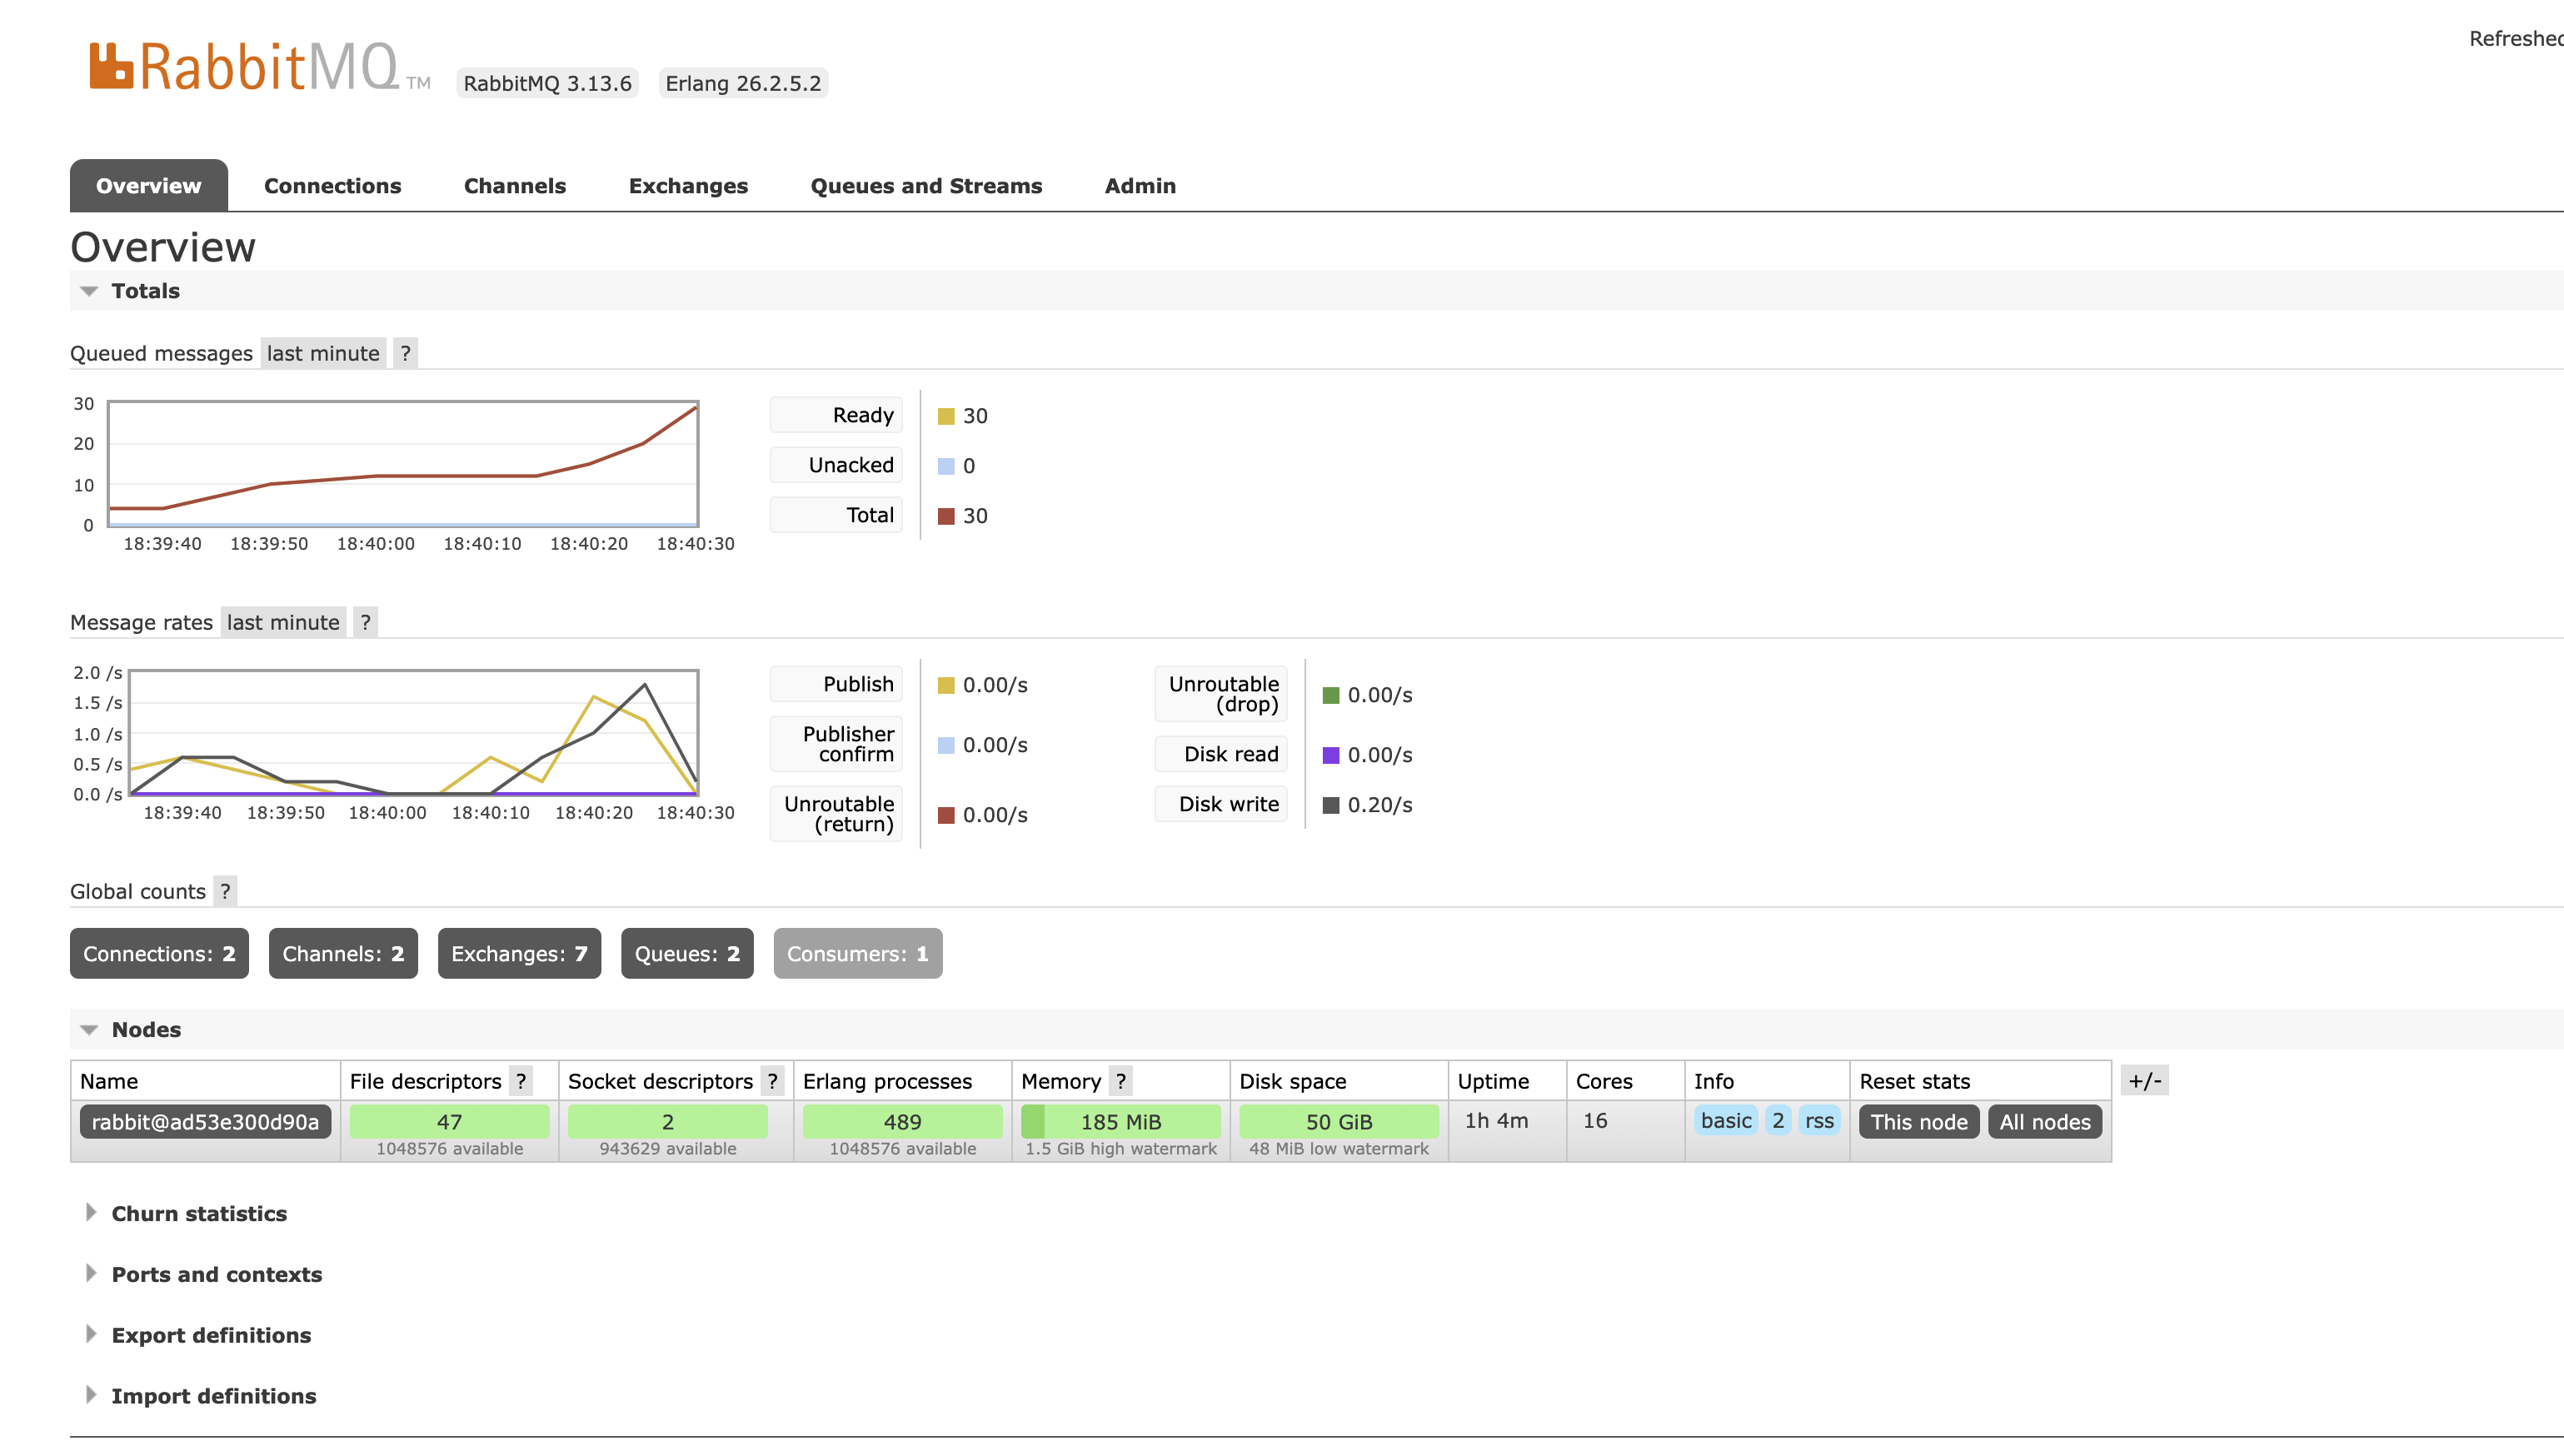 RabbitMQ TM RabbitMQ 3.13.6 Erlang 26.2.5.2
Refreshed
Overview Connections Channels Exchanges Queues and Streams Admin
Overview
Totals
Queued messages last minute ?
30
20
10
0
18:39:40 18:39:50 18:40:00 18:40:10 18:40:20 18:40:30
Ready 30
Unacked 0
Total 30
Message rates last minute ?
2.0 /s
1.5 /s
1.0 /s
0.5 /s
0.0 /s
18:39:40 18:39:50 18:40:00 18:40:10 18:40:20 18:40:30
Publish 0.00/s
Publisher
confirm 0.00/s
Unroutable
(return) 0.00/s
Unroutable
(drop) 0.00/s
Disk read 0.00/s
Disk write 0.20/s
Global counts ?
Connections: 2 Channels: 2 Exchanges: 7 Queues: 2 Consumers: 1
Nodes
Name File descriptors ? Socket descriptors ? Erlang processes Memory ? Disk space Uptime Cores Info Reset stats +/-
rabbit@ad53e300d90a 47 2 489 185 MiB 50 GiB 1h 4m 16 basic 2 rss This node All nodes
1048576 available 943629 available 1048576 available 1.5 GiB high watermark 48 MiB low watermark
Churn statistics
Ports and contexts
Export definitions
Import definitions